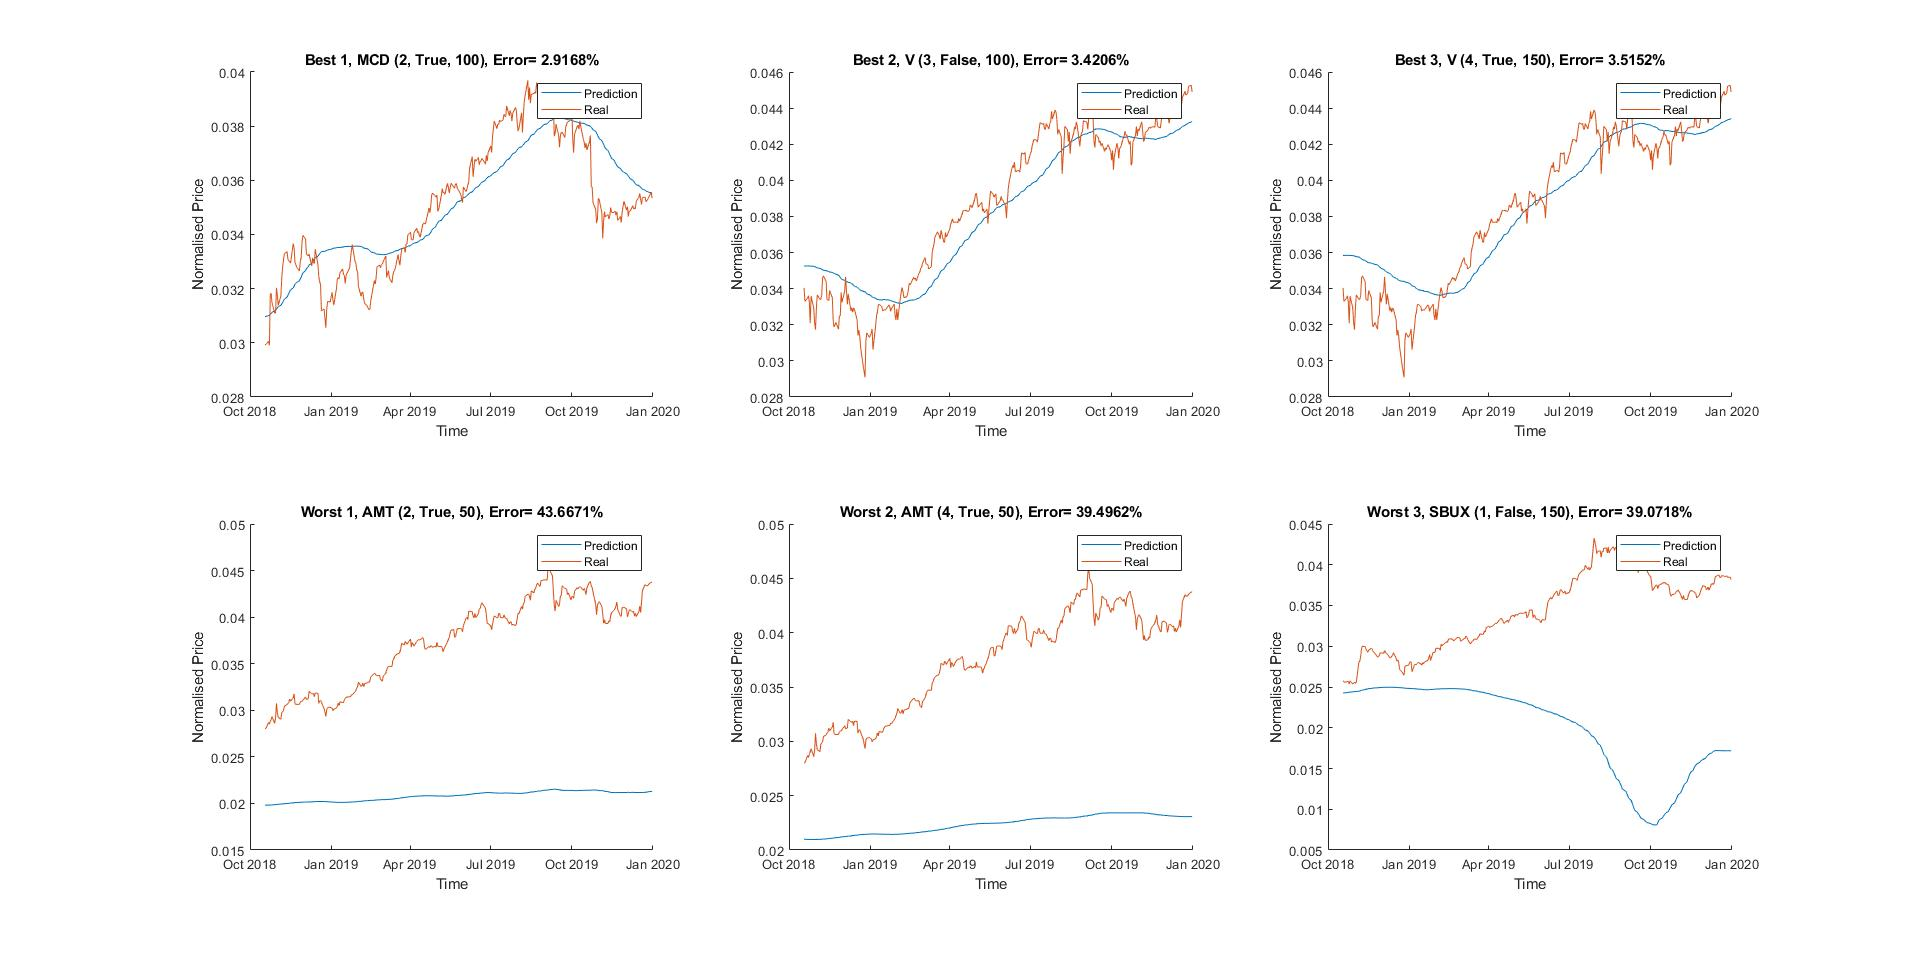 Best 1, MCD (2, True, 100), Error= 2.9168%
0.04
0.038
0.036
0.034
0.032
0.03
0.028
Normalised Price
Prediction
Real
Oct 2018 Jan 2019 Apr 2019 Jul 2019 Oct 2019 Jan 2020
Time
Best 2, V (3, False, 100), Error= 3.4206%
0.046
0.044
0.042
0.04
0.038
0.036
0.034
0.032
0.03
0.028
Normalised Price
Prediction
Real
Oct 2018 Jan 2019 Apr 2019 Jul 2019 Oct 2019 Jan 2020
Time
Best 3, V (4, True, 150), Error= 3.5152%
0.046
0.044
0.042
0.04
0.038
0.036
0.034
0.032
0.03
0.028
Normalised Price
Prediction
Real
Oct 2018 Jan 2019 Apr 2019 Jul 2019 Oct 2019 Jan 2020
Time
Worst 1, AMT (2, True, 50), Error= 43.6671%
0.05
0.045
0.04
0.035
0.03
0.025
0.02
0.015
Normalised Price
Prediction
Real
Oct 2018 Jan 2019 Apr 2019 Jul 2019 Oct 2019 Jan 2020
Time
Worst 2, AMT (4, True, 50), Error= 39.4962%
0.05
0.045
0.04
0.035
0.03
0.025
0.02
Normalised Price
Prediction
Real
Oct 2018 Jan 2019 Apr 2019 Jul 2019 Oct 2019 Jan 2020
Time
Worst 3, SBUX (1, False, 150), Error= 39.0718%
0.045
0.04
0.035
0.03
0.025
0.02
0.015
0.01
0.005
Normalised Price
Prediction
Real
Oct 2018 Jan 2019 Apr 2019 Jul 2019 Oct 2019 Jan 2020
Time